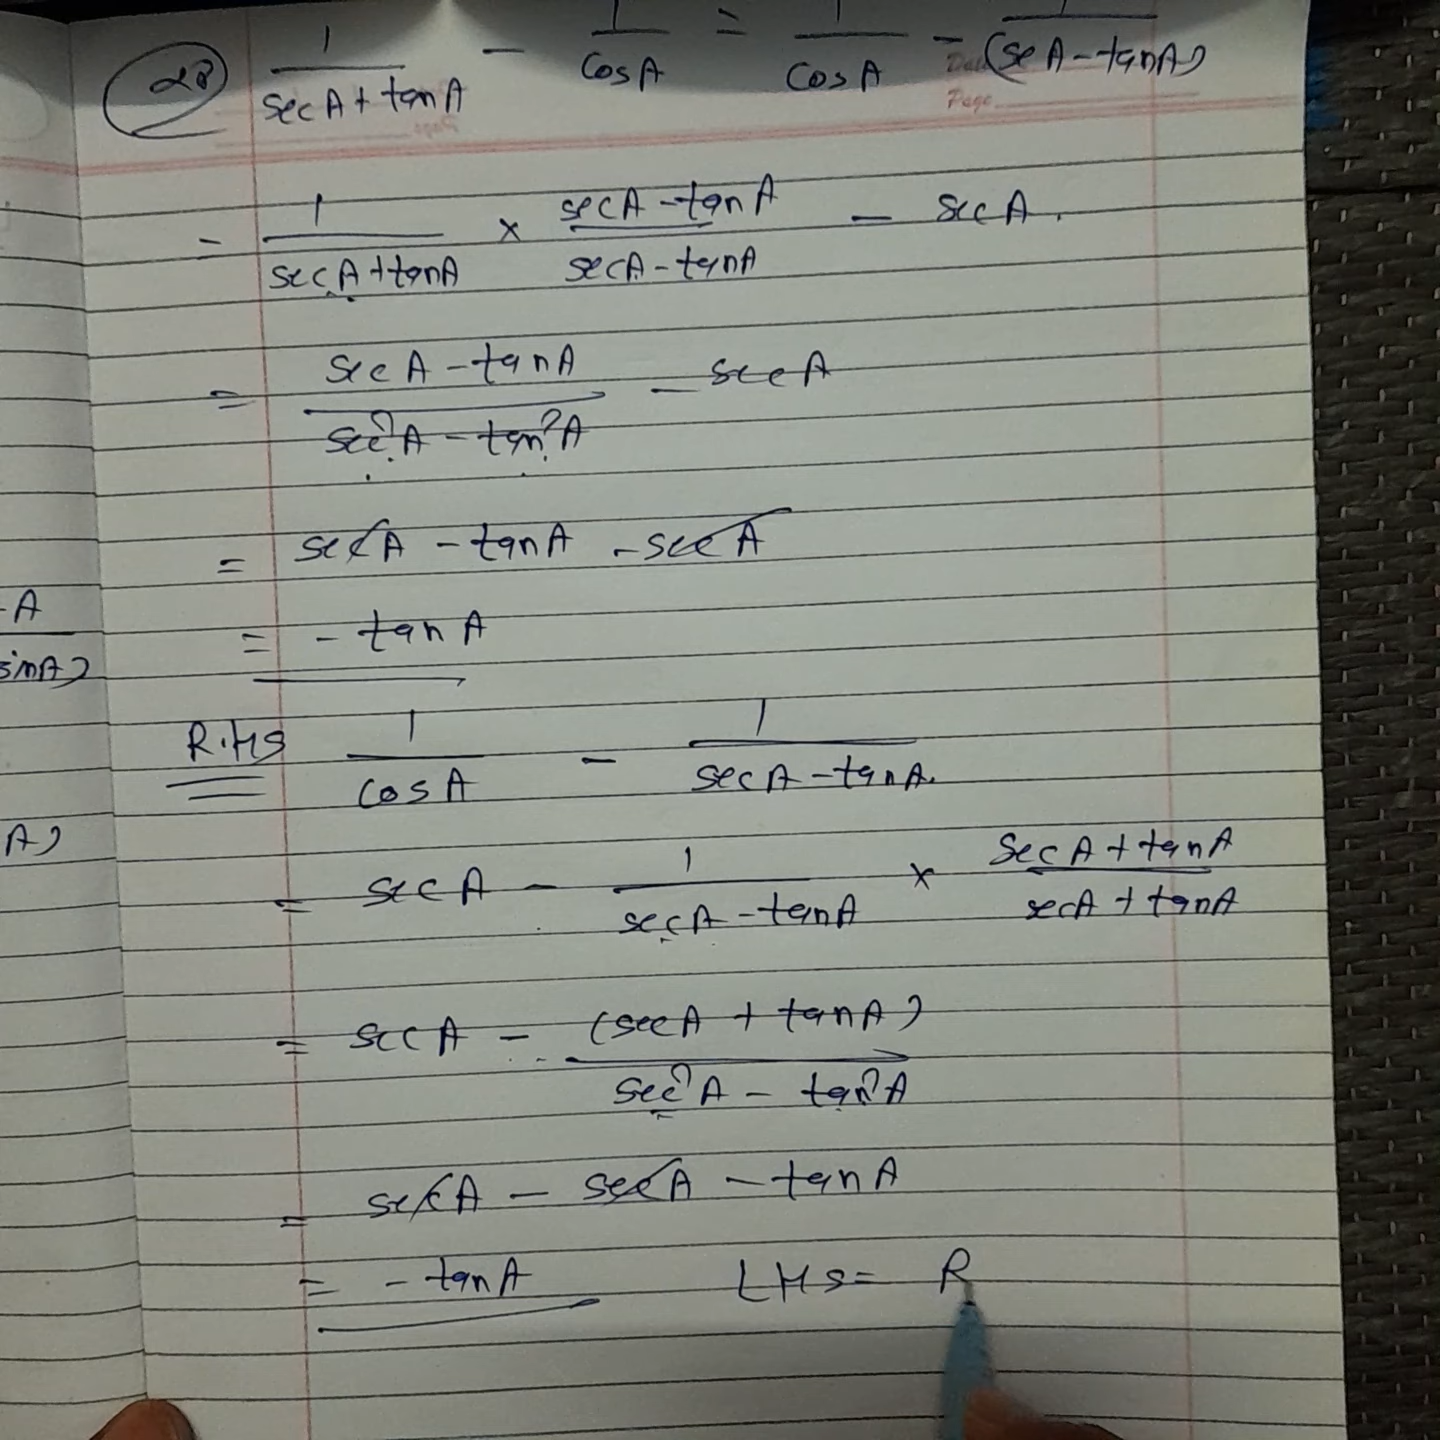 28 1/(secA + tanA) - 1/cosA = 1/cosA - 1/(secA - tanA)
= 1/(secA + tanA) × (secA - tanA)/(secA - tanA) - secA.
= (secA - tanA)/(sec²A - tan²A) - secA
= secA - tanA - secA
= - tanA
R.HS 1/cosA - 1/(secA - tanA).
= secA - 1/(secA - tanA) × (secA + tanA)/(secA + tanA)
= secA - (secA + tanA)/(sec²A - tan²A)
= secA - secA - tanA
= - tanA LHS = R
A
sinA)
A)